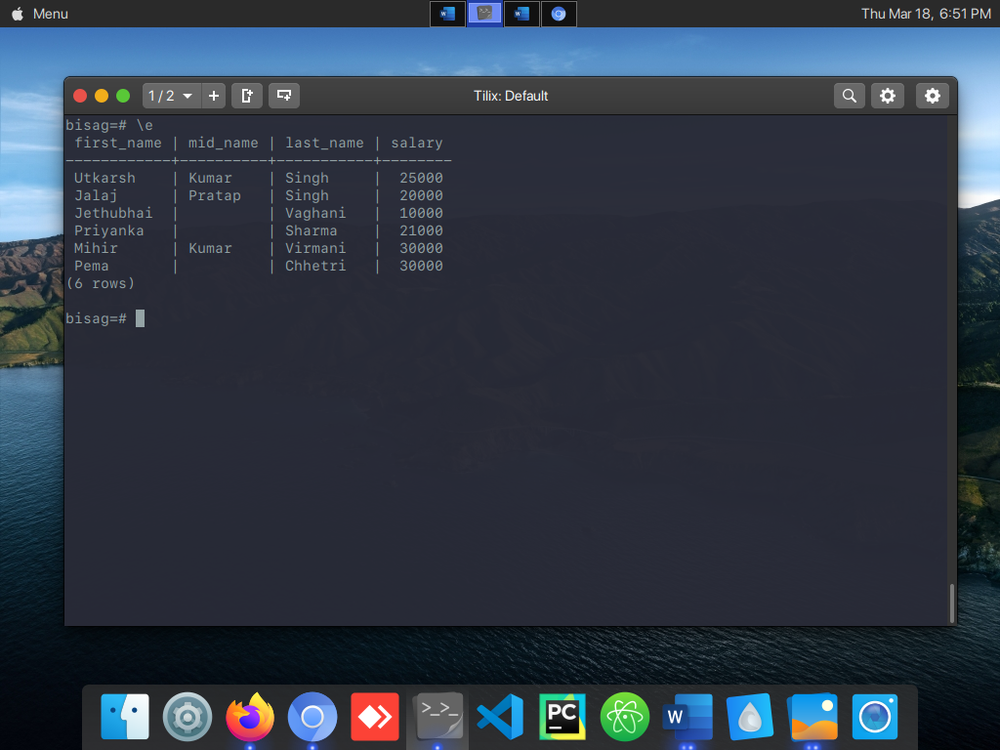 Menu
Thu Mar 18, 6:51 PM
1 / 2
Tilix: Default
bisag=# \e
 first_name | mid_name | last_name | salary
------------+----------+-----------+--------
 Utkarsh    | Kumar    | Singh     |  25000
 Jalaj      | Pratap   | Singh     |  20000
 Jethubhai  |          | Vaghani   |  10000
 Priyanka   |          | Sharma    |  21000
 Mihir      | Kumar    | Virmani   |  30000
 Pema       |          | Chhetri   |  30000
(6 rows)
bisag=#
>_>_
PC
W